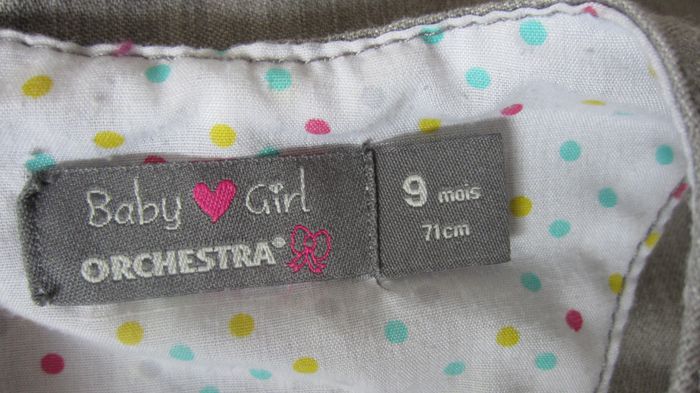 Baby Girl
ORCHESTRA®
9 mois
71cm